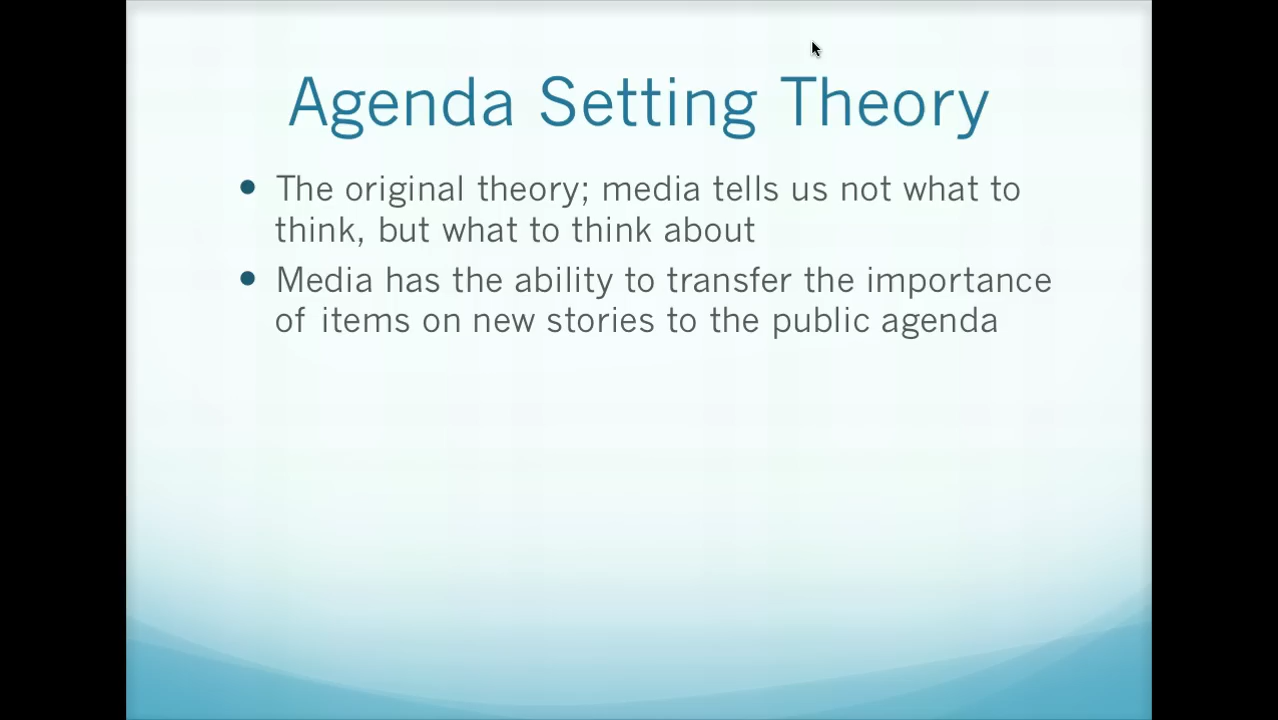 Agenda Setting Theory
• The original theory; media tells us not what to
think, but what to think about
• Media has the ability to transfer the importance
of items on new stories to the public agenda